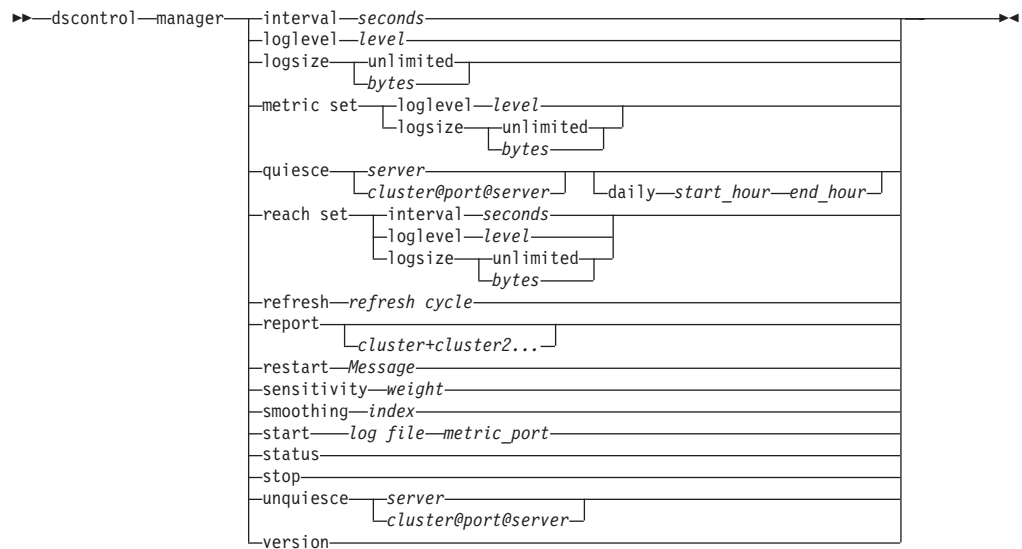 dscontrol manager interval seconds
loglevel level
logsize unlimited
bytes
metric set loglevel level
logsize unlimited
bytes
quiesce server
cluster@port@server daily start_hour end_hour
reach set interval seconds
loglevel level
logsize unlimited
bytes
refresh refresh cycle
report
cluster+cluster2...
restart Message
sensitivity weight
smoothing index
start log file metric_port
status
stop
unquiesce server
cluster@port@server
version